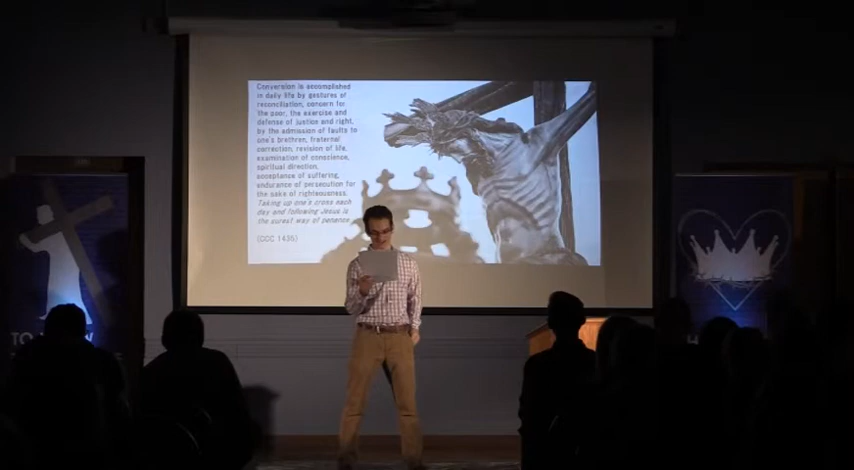 Conversion is accomplished
in daily life by gestures of
reconciliation, concern for
the poor, the exercise and
defense of justice and right,
by the admission of faults to
one's brethren, fraternal
correction, revision of life,
examination of conscience,
spiritual direction,
acceptance of suffering,
endurance of persecution for
the sake of righteousness.
Taking up one's cross each
day and following Jesus is
the surest way of penance.
(CCC 1435)